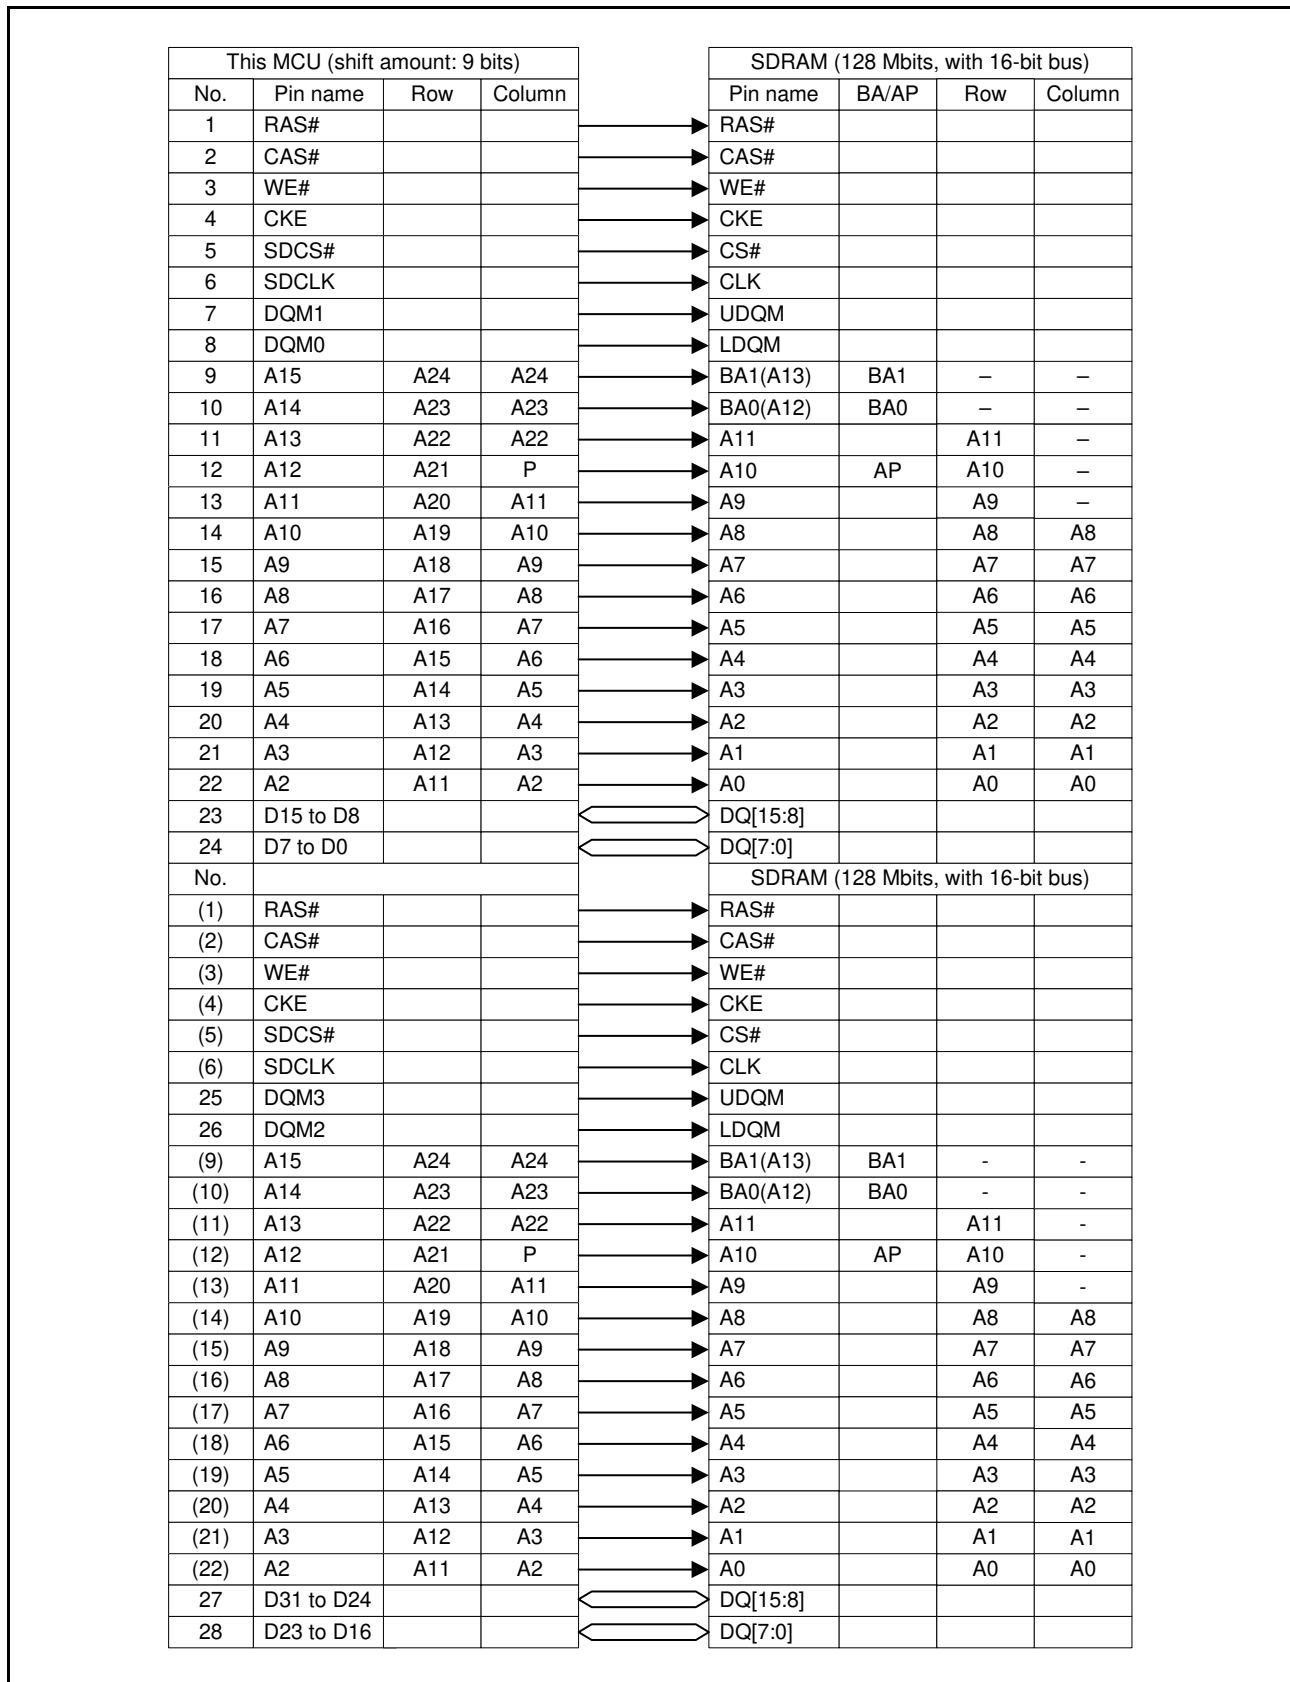 This MCU (shift amount: 9 bits) SDRAM (128 Mbits, with 16-bit bus)
No. Pin name Row Column Pin name BA/AP Row Column
1 RAS# RAS#
2 CAS# CAS#
3 WE# WE#
4 CKE CKE
5 SDCS# CS#
6 SDCLK CLK
7 DQM1 UDQM
8 DQM0 LDQM
9 A15 A24 A24 BA1(A13) BA1 – –
10 A14 A23 A23 BA0(A12) BA0 – –
11 A13 A22 A22 A11 A11 –
12 A12 A21 P A10 AP A10 –
13 A11 A20 A11 A9 A9 –
14 A10 A19 A10 A8 A8 A8
15 A9 A18 A9 A7 A7 A7
16 A8 A17 A8 A6 A6 A6
17 A7 A16 A7 A5 A5 A5
18 A6 A15 A6 A4 A4 A4
19 A5 A14 A5 A3 A3 A3
20 A4 A13 A4 A2 A2 A2
21 A3 A12 A3 A1 A1 A1
22 A2 A11 A2 A0 A0 A0
23 D15 to D8 DQ[15:8]
24 D7 to D0 DQ[7:0]
No. SDRAM (128 Mbits, with 16-bit bus)
(1) RAS# RAS#
(2) CAS# CAS#
(3) WE# WE#
(4) CKE CKE
(5) SDCS# CS#
(6) SDCLK CLK
25 DQM3 UDQM
26 DQM2 LDQM
(9) A15 A24 A24 BA1(A13) BA1 - -
(10) A14 A23 A23 BA0(A12) BA0 - -
(11) A13 A22 A22 A11 A11 -
(12) A12 A21 P A10 AP A10 -
(13) A11 A20 A11 A9 A9 -
(14) A10 A19 A10 A8 A8 A8
(15) A9 A18 A9 A7 A7 A7
(16) A8 A17 A8 A6 A6 A6
(17) A7 A16 A7 A5 A5 A5
(18) A6 A15 A6 A4 A4 A4
(19) A5 A14 A5 A3 A3 A3
(20) A4 A13 A4 A2 A2 A2
(21) A3 A12 A3 A1 A1 A1
(22) A2 A11 A2 A0 A0 A0
27 D31 to D24 DQ[15:8]
28 D23 to D16 DQ[7:0]